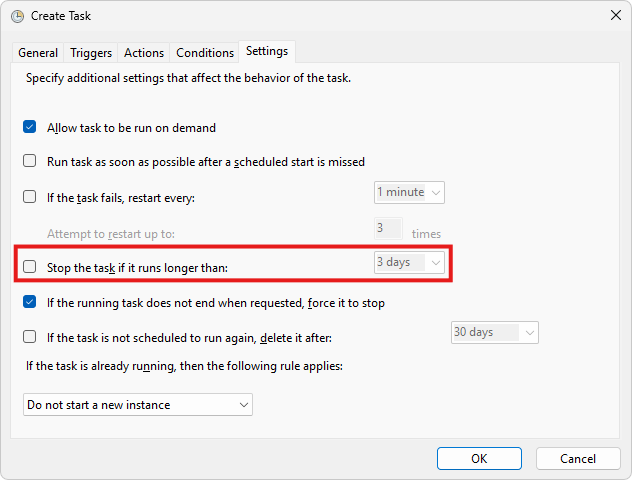 Create Task
General Triggers Actions Conditions Settings
Specify additional settings that affect the behavior of the task.
Allow task to be run on demand
Run task as soon as possible after a scheduled start is missed
If the task fails, restart every: 1 minute
Attempt to restart up to: 3 times
Stop the task if it runs longer than: 3 days
If the running task does not end when requested, force it to stop
If the task is not scheduled to run again, delete it after: 30 days
If the task is already running, then the following rule applies:
Do not start a new instance
OK Cancel